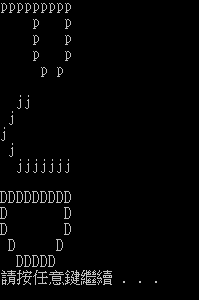 ppppppppp
    p   p
    p   p
    p   p
     p p

  jj
 j
j
 j
  jjjjjjj

DDDDDDDDD
D       D
D       D
 D     D
  DDDDD
請按任意鍵繼續 . . .